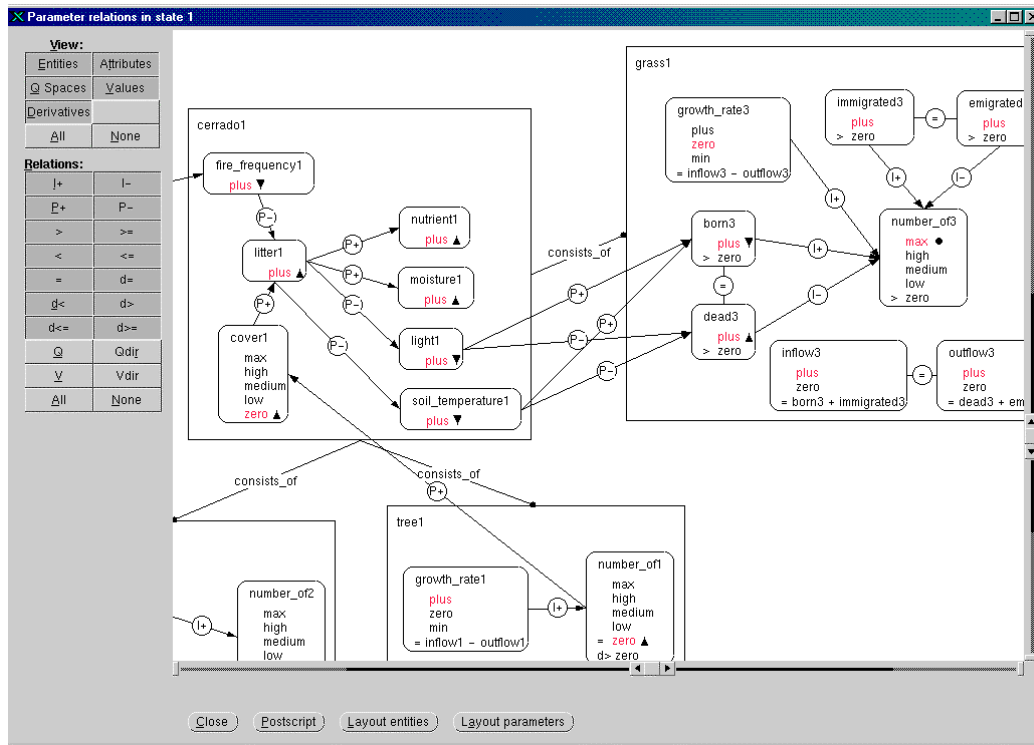 Parameter relations in state 1
View:
Entities Attributes
Q Spaces Values
Derivatives
All None
Relations:
I+ I-
P+ P-
> >=
< <=
= d=
d< d>
d<= d>=
Q Qdir
V Vdir
All None
cerrado1
fire_frequency1
plus ▼
P-
litter1
plus ▲
P+
nutrient1
plus ▲
P+
moisture1
plus ▲
P-
light1
plus ▼
P-
soil_temperature1
plus ▼
P+
cover1
max
high
medium
low
zero ▲
consists_of
P+
P+
P-
P-
grass1
growth_rate3
plus
zero
min
= inflow3 - outflow3
immigrated3
plus
> zero
=
emigrated
plus
> zero
I+
I-
I+
born3
plus ▼
> zero
I+
=
dead3
plus ▲
> zero
I-
number_of3
max ●
high
medium
low
> zero
inflow3
plus
zero
= born3 + immigrated3
=
outflow3
plus
zero
= dead3 + em
consists_of
consists_of
P+
number_of2
max
high
medium
low
I+
tree1
growth_rate1
plus
zero
min
= inflow1 - outflow1
I+
number_of1
max
high
medium
low
= zero ▲
d> zero
Close Postscript Layout entities Layout parameters